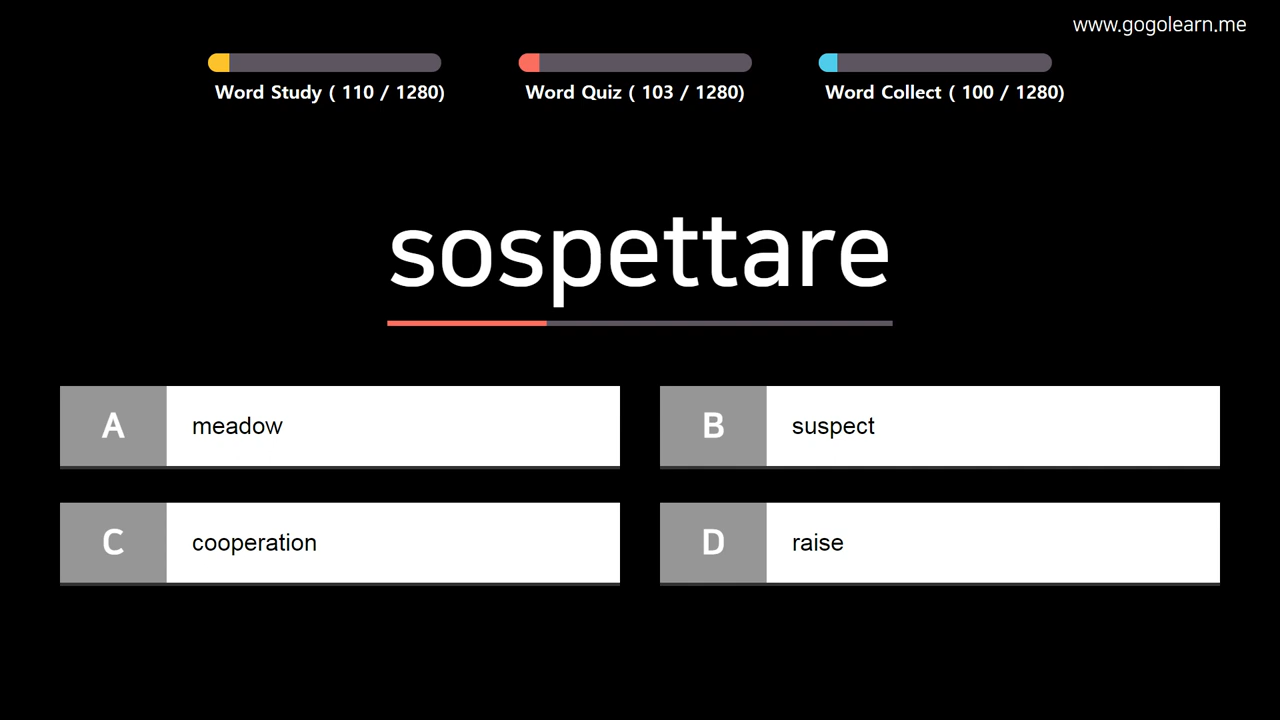 www.gogolearn.me
Word Study ( 110 / 1280)
Word Quiz ( 103 / 1280)
Word Collect ( 100 / 1280)
sospettare
A meadow
B suspect
C cooperation
D raise